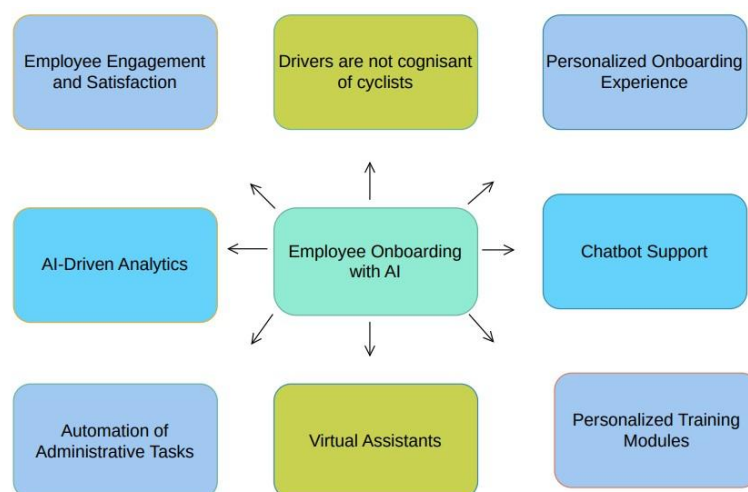 Employee Engagement
and Satisfaction
Drivers are not cognisant
of cyclists
Personalized Onboarding
Experience
AI-Driven Analytics
Employee Onboarding
with AI
Chatbot Support
Automation of
Administrative Tasks
Virtual Assistants
Personalized Training
Modules